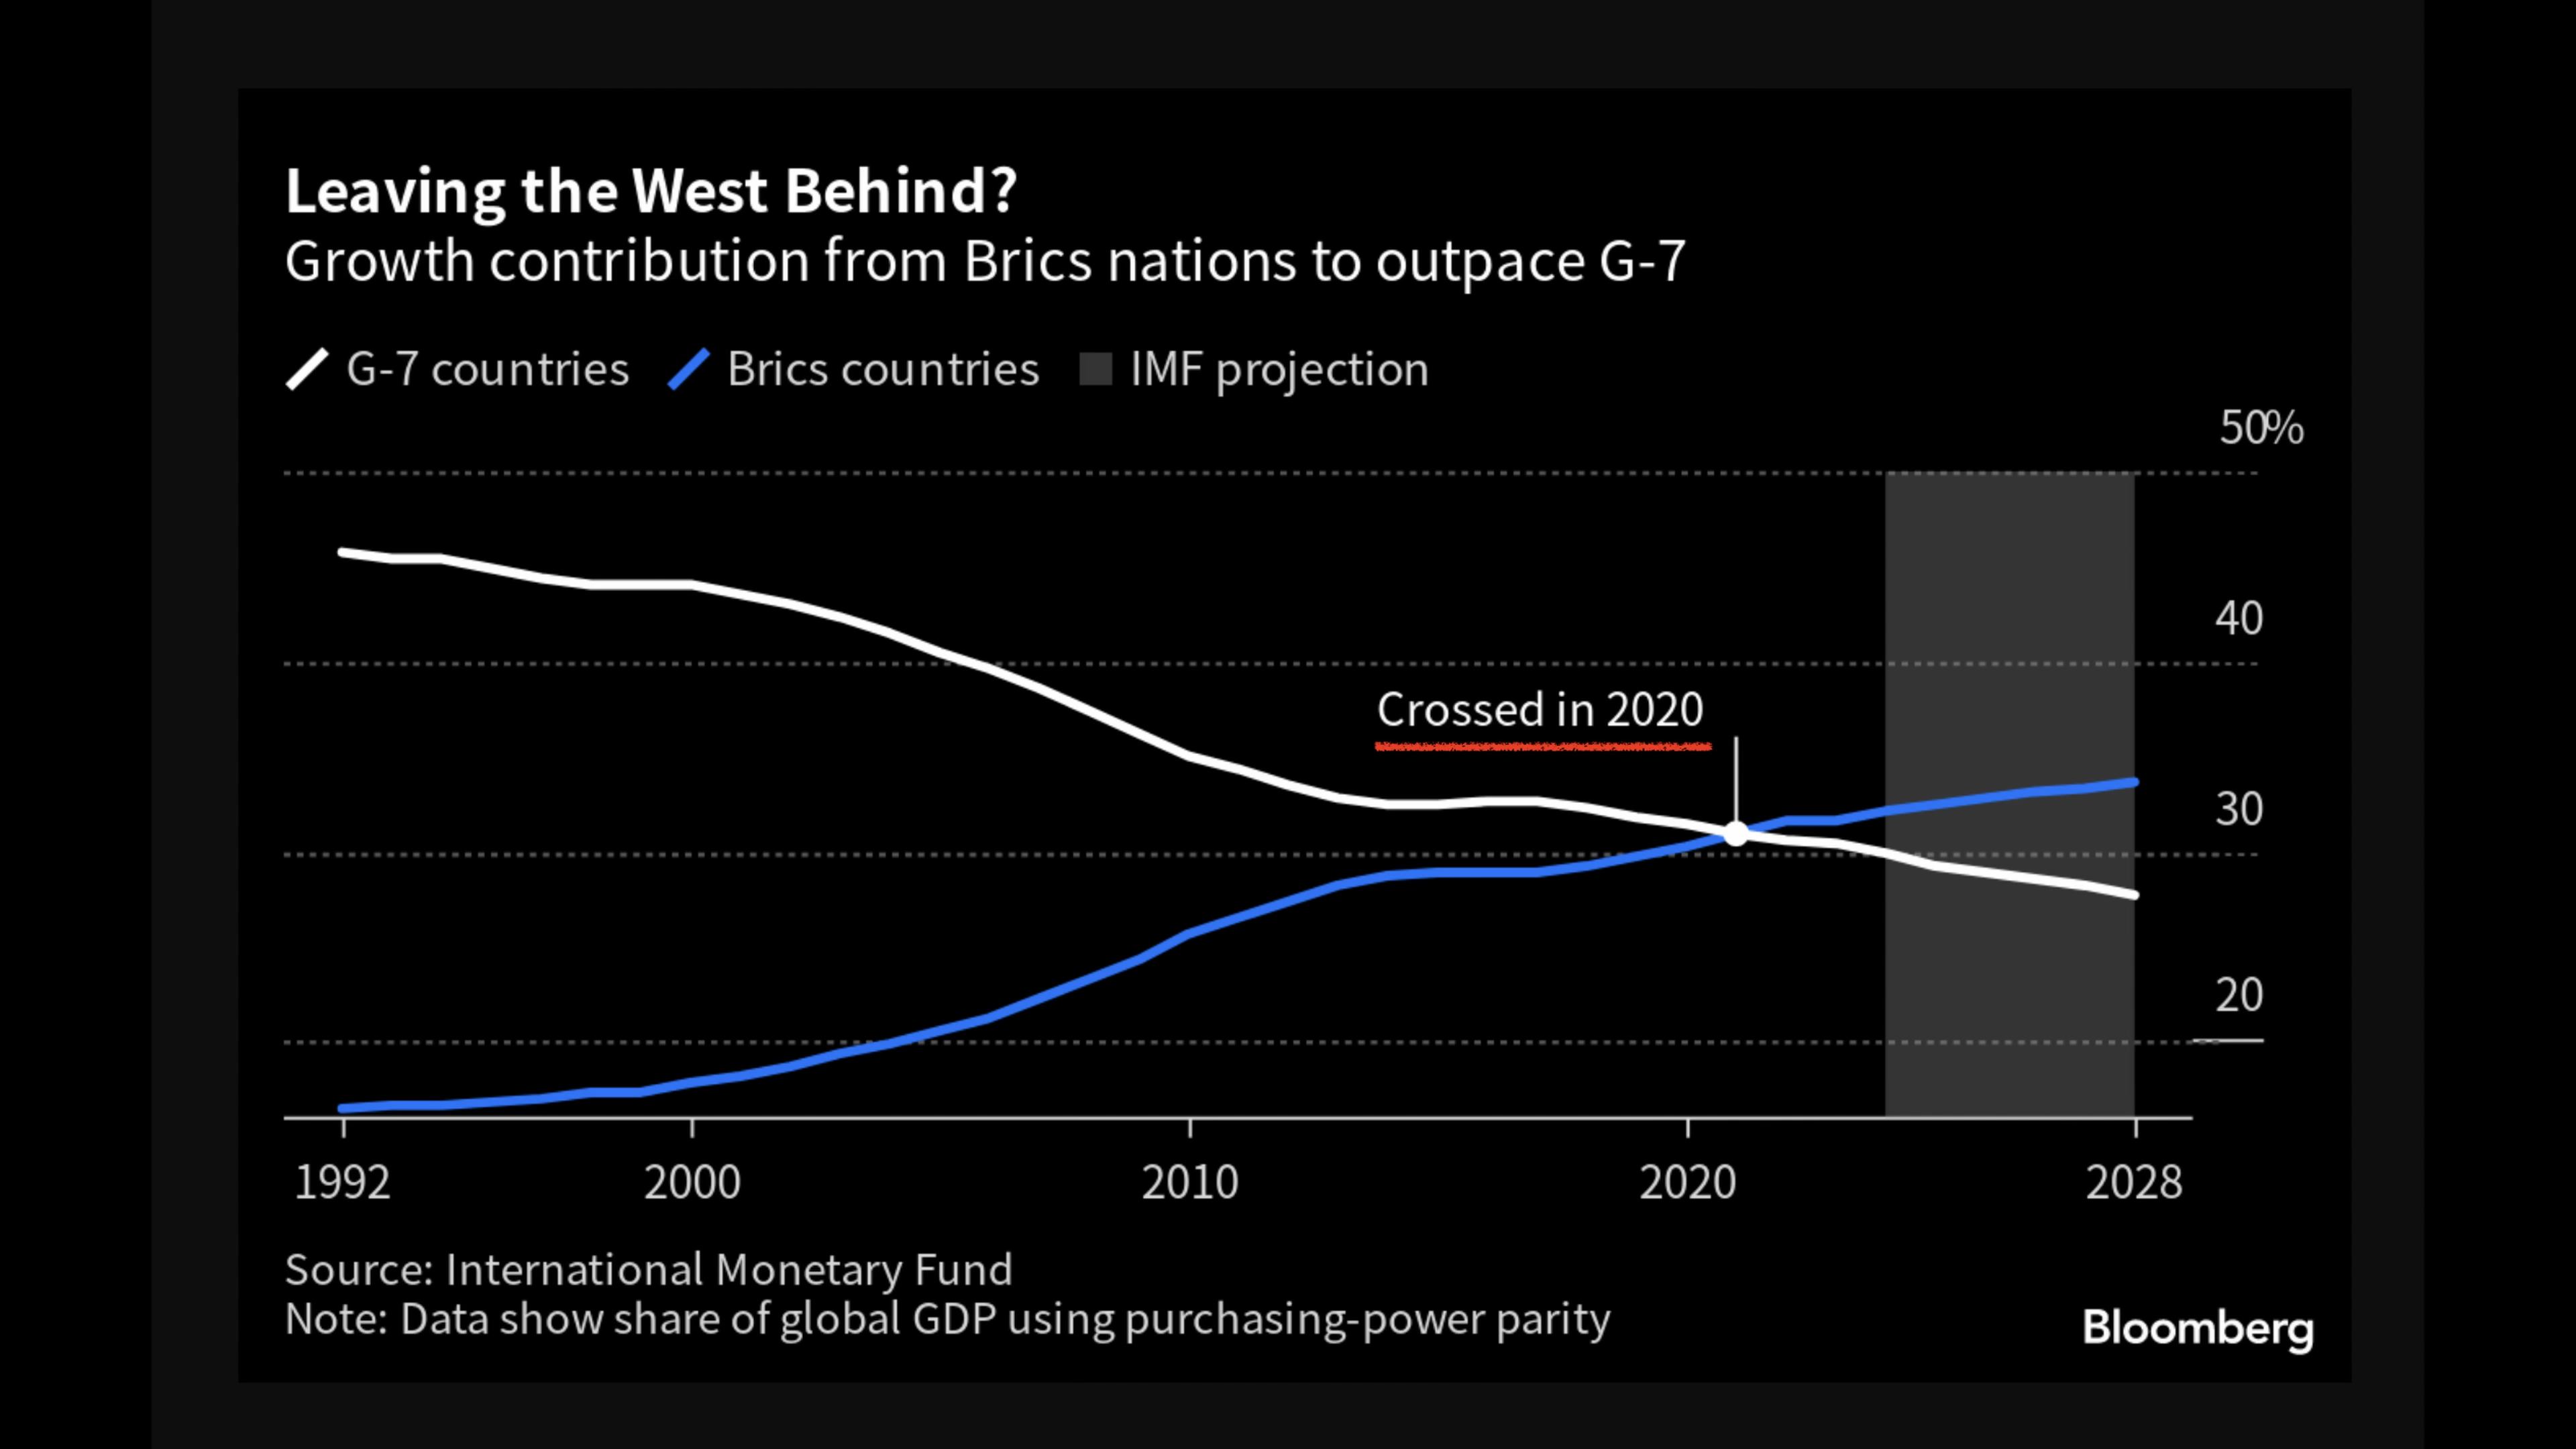 Leaving the West Behind?
Growth contribution from Brics nations to outpace G-7
G-7 countries Brics countries IMF projection
50%
40
Crossed in 2020
30
20
1992 2000 2010 2020 2028
Source: International Monetary Fund
Note: Data show share of global GDP using purchasing-power parity
Bloomberg